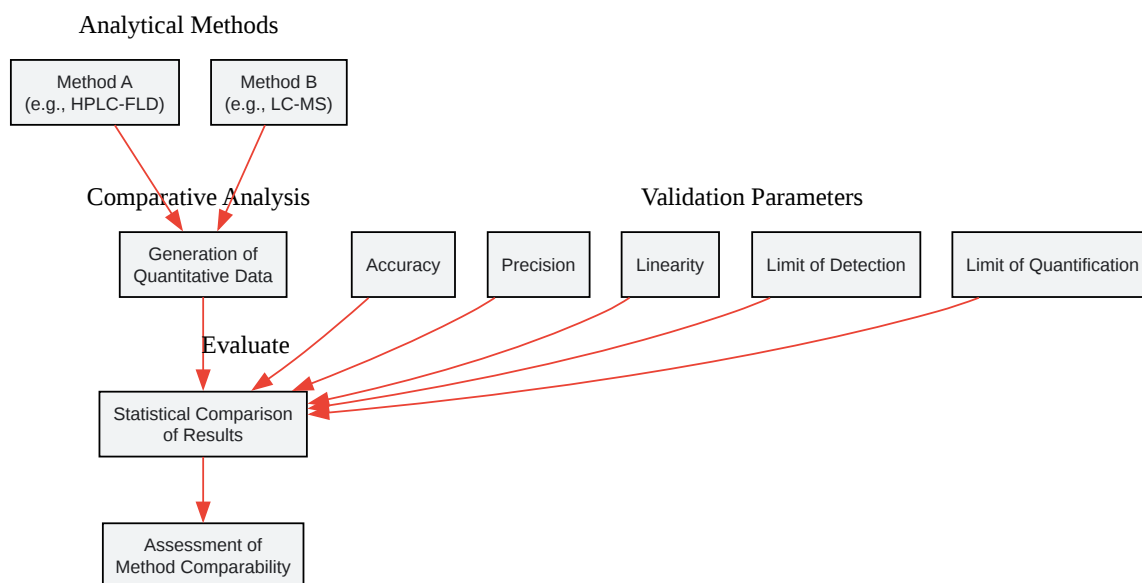 Analytical Methods
Method A
(e.g., HPLC-FLD)
Method B
(e.g., LC-MS)
Comparative Analysis
Validation Parameters
Generation of
Quantitative Data
Accuracy
Precision
Linearity
Limit of Detection
Limit of Quantification
Evaluate
Statistical Comparison
of Results
Assessment of
Method Comparability